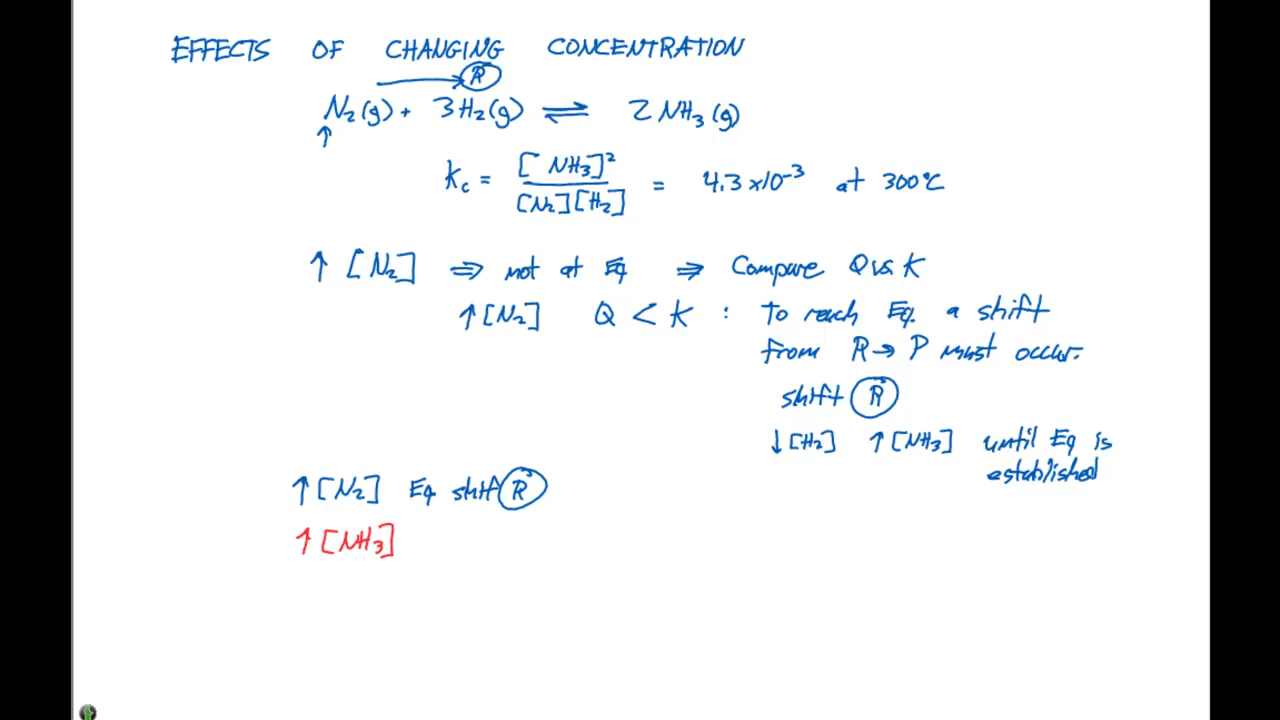 EFFECTS OF CHANGING CONCENTRATION
→ R
N₂(g) + 3H₂(g) ⇌ 2NH₃(g)
↑
Kc = [NH₃]² / [N₂][H₂] = 4.3 x 10⁻³ at 300°C
↑ [N₂] ⇒ not at Eq ⇒ Compare Q vs K
↑ [N₂] Q < K : To reach Eq. a shift
from R → P must occur.
shift R
↓ [H₂] ↑ [NH₃] until Eq is
established
↑ [N₂] Eq shift R
↑ [NH₃]